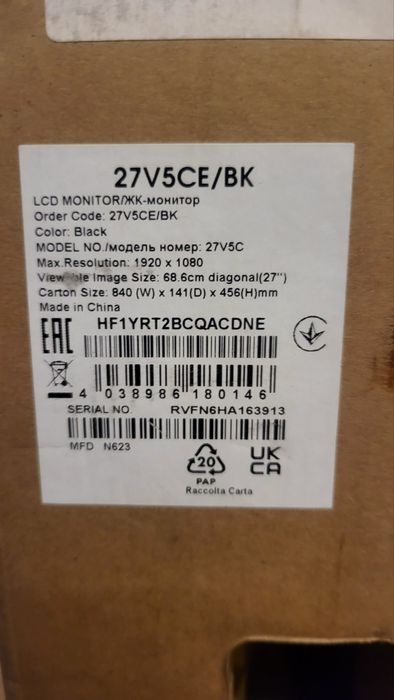 27V5CE/BK
LCD MONITOR/ЖК-монитор
Order Code: 27V5CE/BK
Color: Black
MODEL NO./модель номер: 27V5C
Max.Resolution: 1920 x 1080
Image Size: 68.6cm diagonal(27'')
Carton Size: 840 (W) x 141(D) x 456(H)mm
Made in China
EAC
HF1YRT2BCQACDNE
4 038986 180146
SERIAL NO RVFN6HA163913
MFD N623
20
PAP
Raccolta Carta
UK
CA